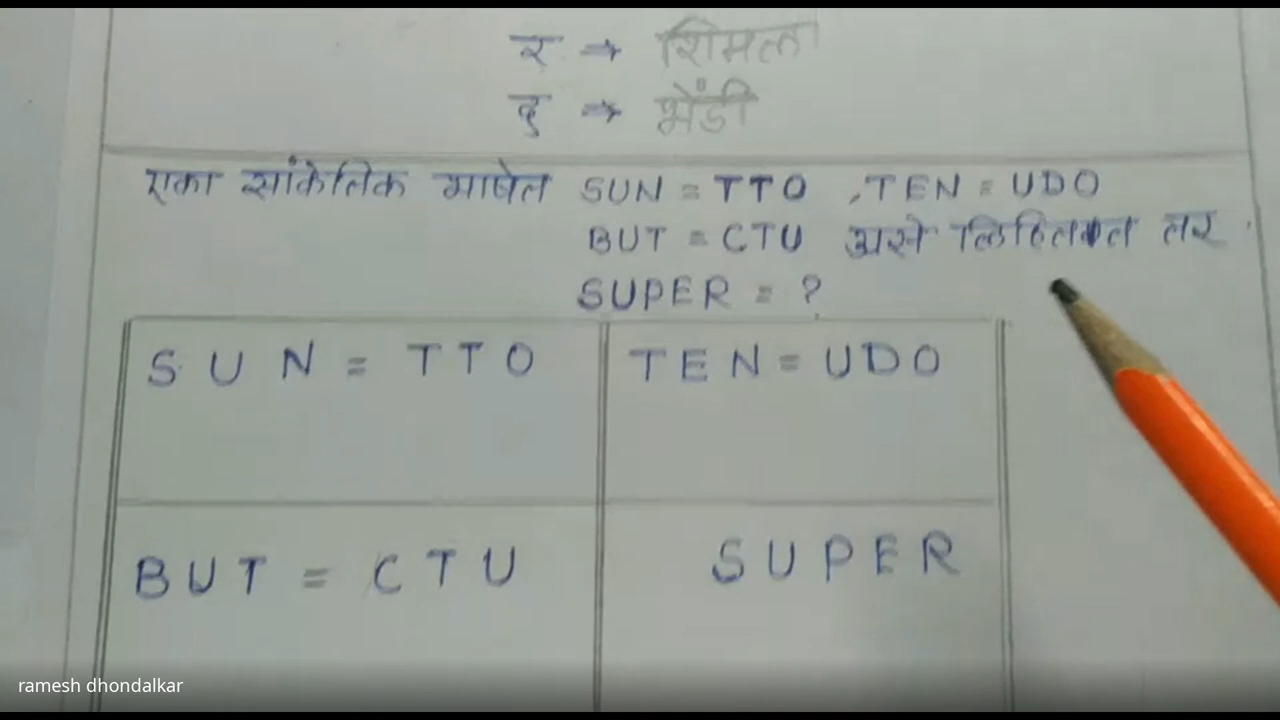 र → शिमला
द → भेंडी
एका सांकेतिक भाषेत SUN = TTO , TEN = UDO
BUT = CTU असे लिहितात तर
SUPER = ?
SUN = TTO
TEN = UDO
BUT = CTU
SUPER
ramesh dhondalkar